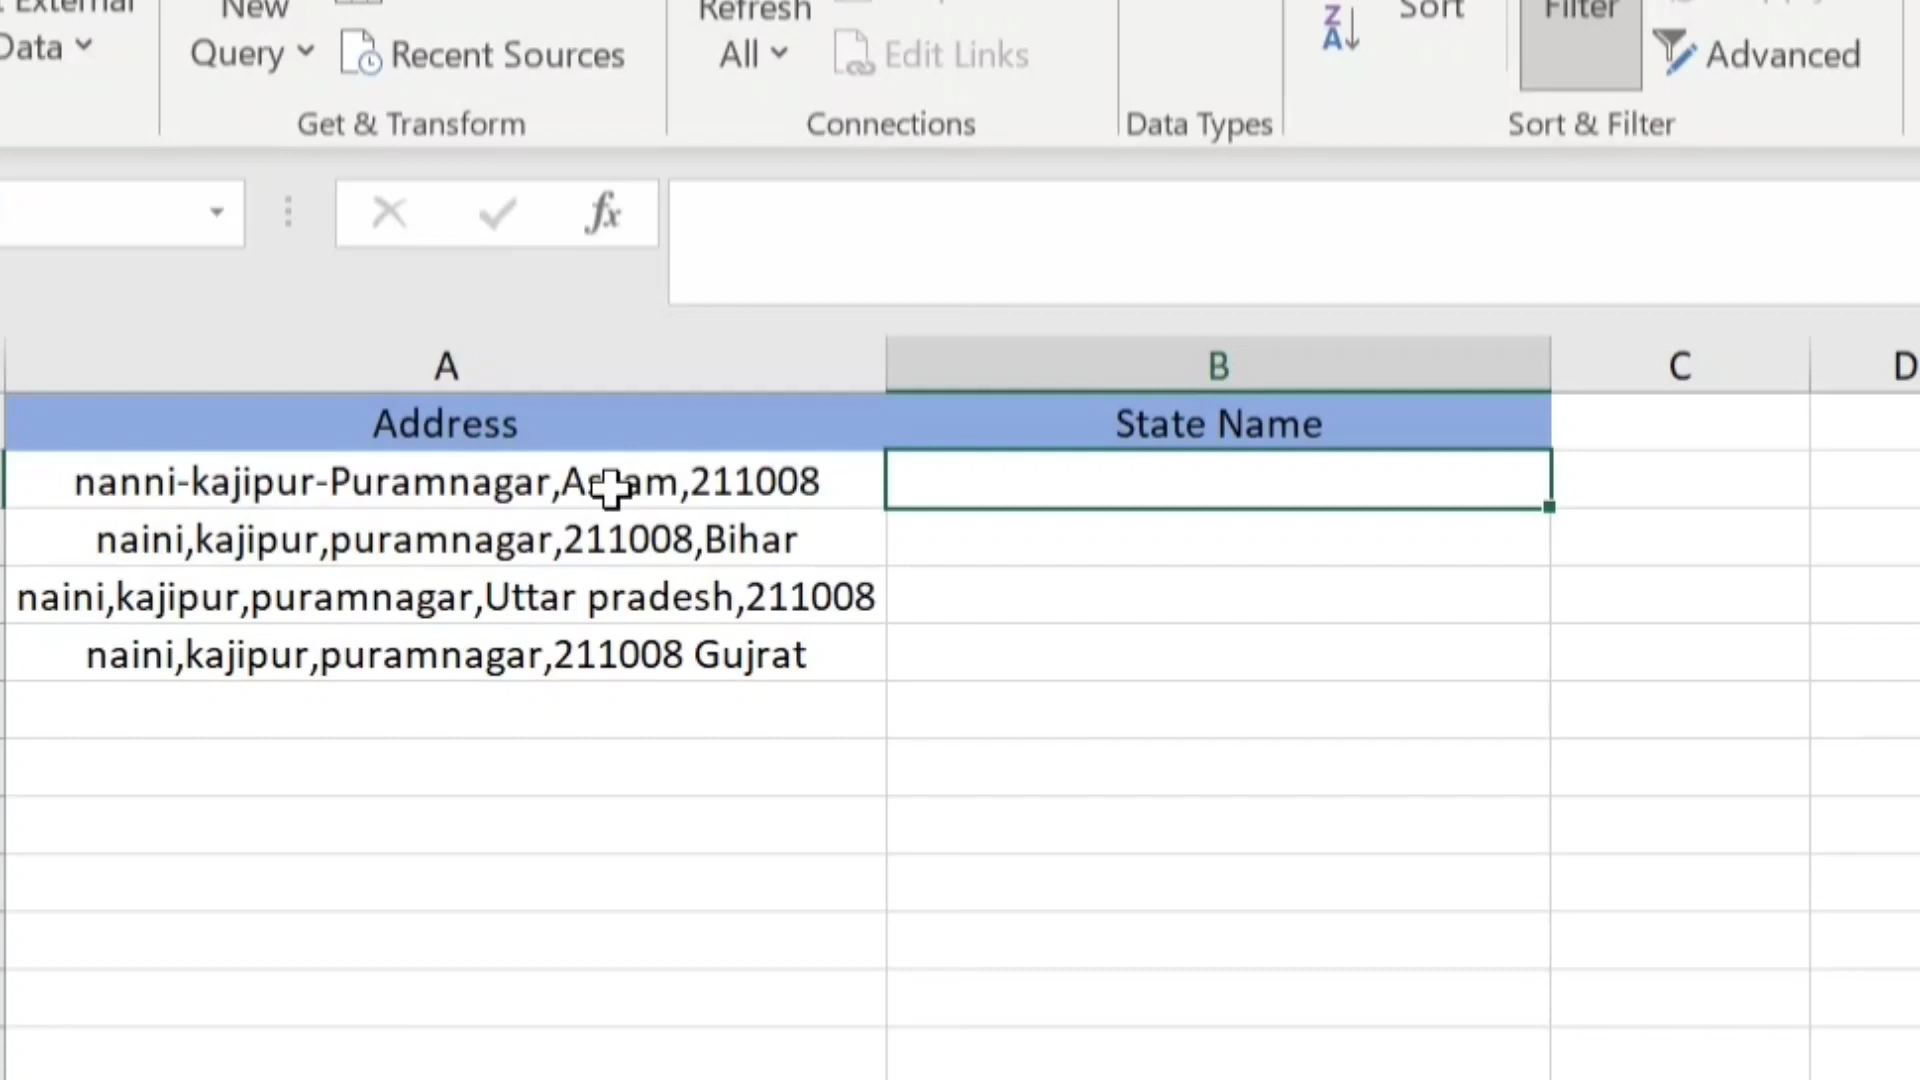 External New Refresh Sort Filter
Data Query Recent Sources All Edit Links Advanced
Get & Transform Connections Data Types Sort & Filter
fx
A B C D
Address State Name
nanni-kajipur-Puramnagar, 211008
naini,kajipur,puramnagar,211008,Bihar
naini,kajipur,puramnagar,Uttar pradesh,211008
naini,kajipur,puramnagar,211008 Gujrat